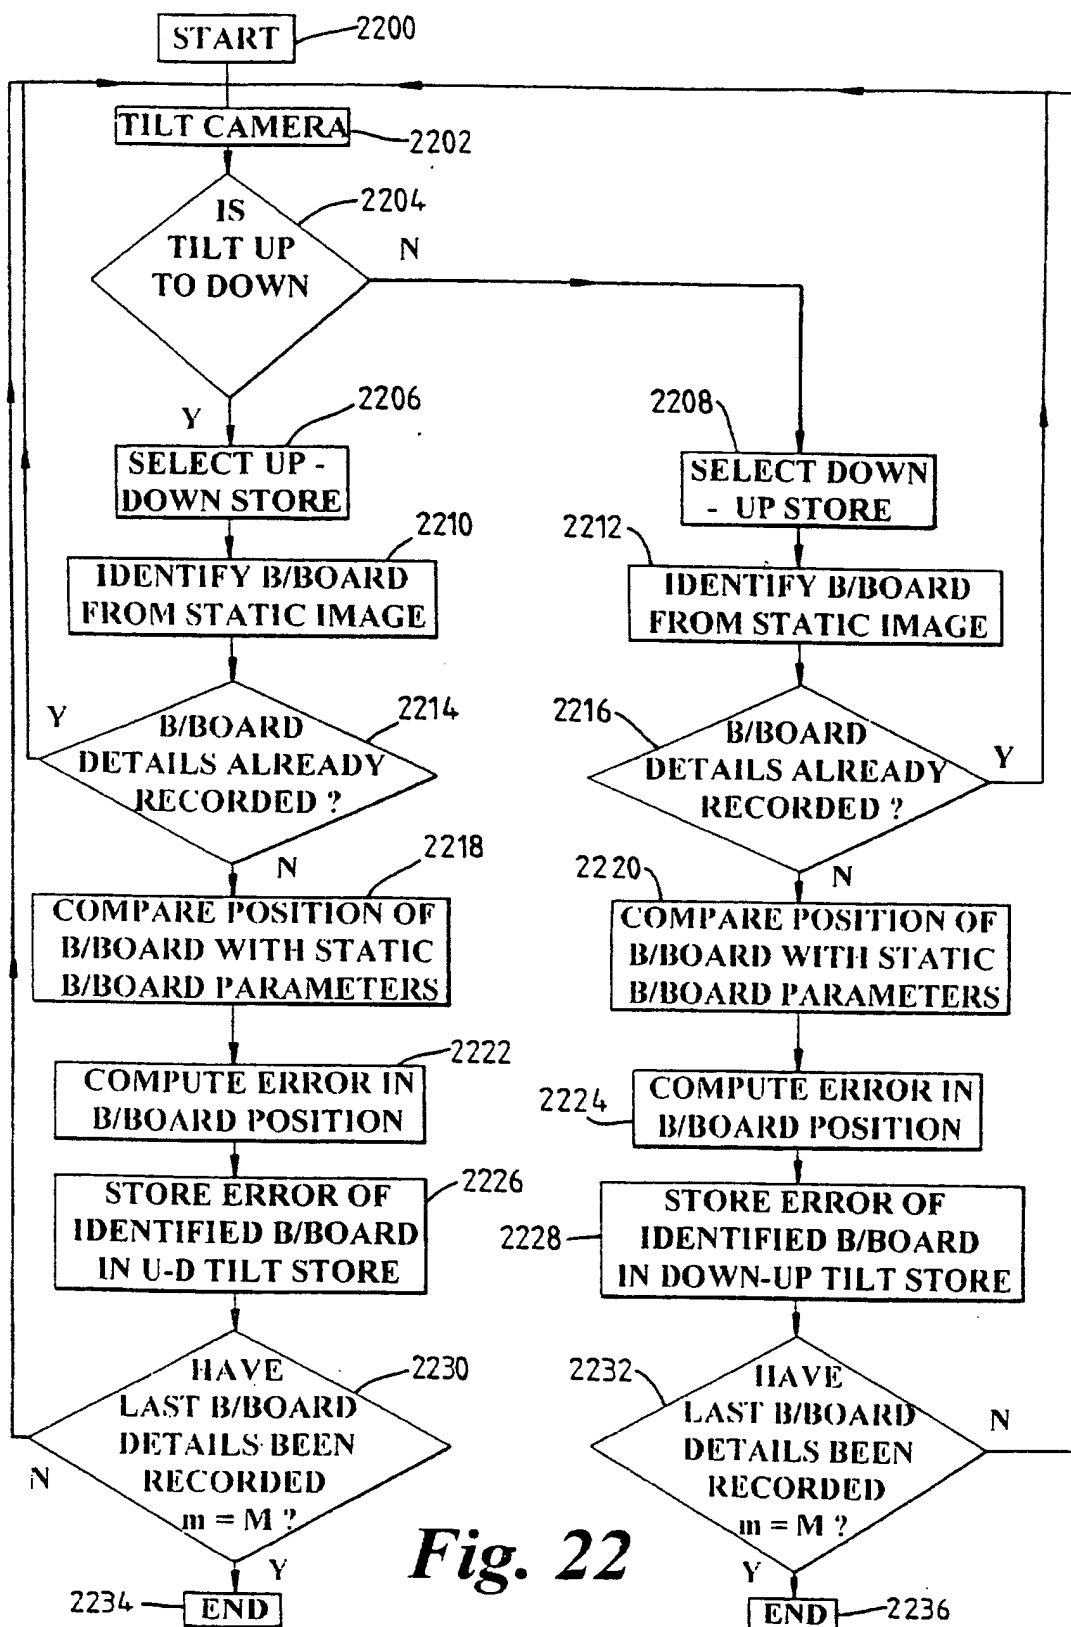 START
2200
TILT CAMERA
2202
IS
TILT UP
TO DOWN
2204
N
Y
2206
SELECT UP -
DOWN STORE
2208
SELECT DOWN
- UP STORE
2210
IDENTIFY B/BOARD
FROM STATIC IMAGE
2212
IDENTIFY B/BOARD
FROM STATIC IMAGE
Y
2214
B/BOARD
DETAILS ALREADY
RECORDED ?
N
2216
B/BOARD
DETAILS ALREADY
RECORDED ?
Y
N
2218
COMPARE POSITION OF
B/BOARD WITH STATIC
B/BOARD PARAMETERS
2220
COMPARE POSITION OF
B/BOARD WITH STATIC
B/BOARD PARAMETERS
2222
COMPUTE ERROR IN
B/BOARD POSITION
2224
COMPUTE ERROR IN
B/BOARD POSITION
2226
STORE ERROR OF
IDENTIFIED B/BOARD
IN U-D TILT STORE
2228
STORE ERROR OF
IDENTIFIED B/BOARD
IN DOWN-UP TILT STORE
2230
HAVE
LAST B/BOARD
DETAILS BEEN
RECORDED
m = M ?
N
Y
2232
HAVE
LAST B/BOARD
DETAILS BEEN
RECORDED
m = M ?
N
Y
2234
END
END
2236
Fig. 22